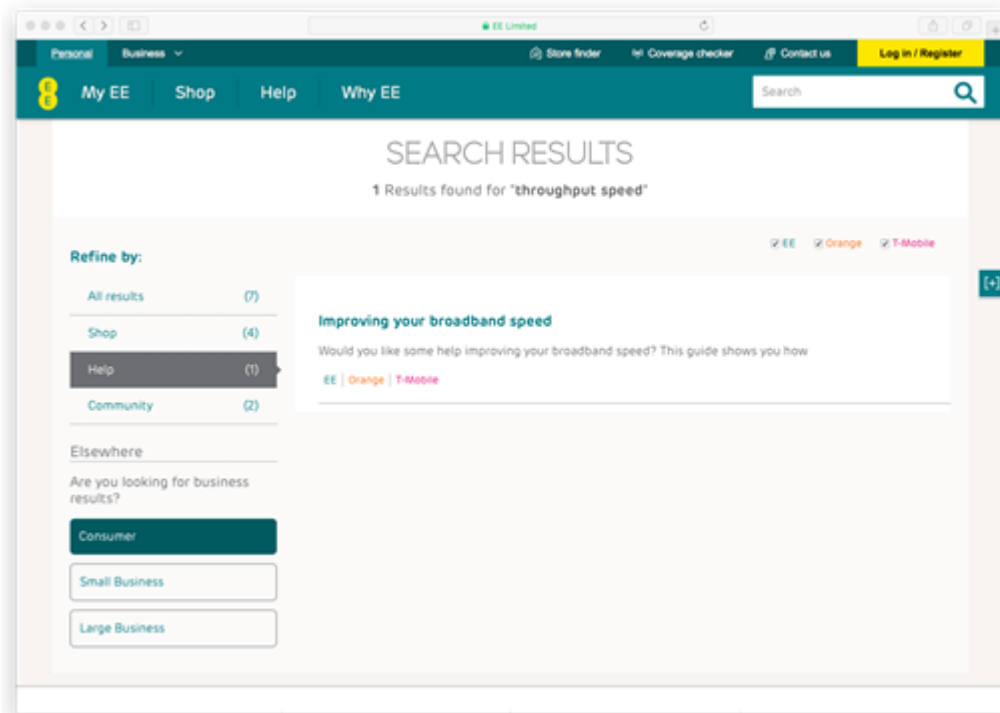 EE Limited
Personal Business Store finder Coverage checker Contact us Log in / Register
EE My EE Shop Help Why EE Search
SEARCH RESULTS
1 Results found for "throughput speed"
EE Orange T-Mobile
Refine by:
All results (7)
Shop (4)
Help (1)
Community (2)
Improving your broadband speed
Would you like some help improving your broadband speed? This guide shows you how
EE | Orange | T-Mobile
Elsewhere
Are you looking for business
results?
Consumer
Small Business
Large Business
[+]